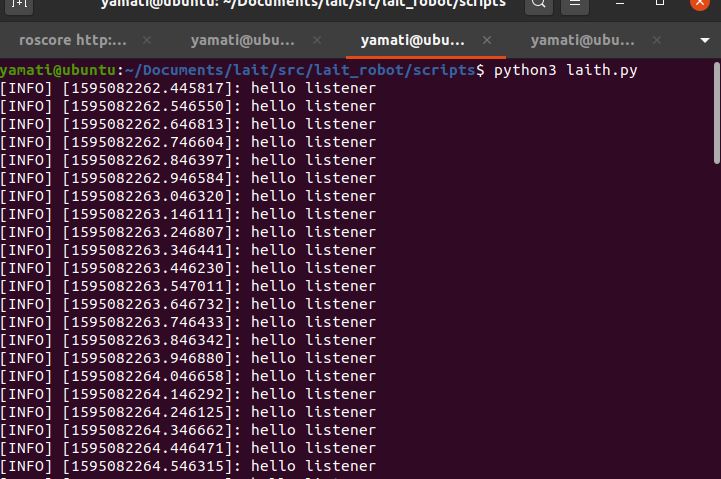 yamati@ubuntu: ~/Documents/lait/src/lait_robot/scripts
roscore http:... yamati@ubu... yamati@ubu... yamati@ubu...
yamati@ubuntu:~/Documents/lait/src/lait_robot/scripts$ python3 laith.py
[INFO] [1595082262.445817]: hello listener
[INFO] [1595082262.546550]: hello listener
[INFO] [1595082262.646813]: hello listener
[INFO] [1595082262.746604]: hello listener
[INFO] [1595082262.846397]: hello listener
[INFO] [1595082262.946584]: hello listener
[INFO] [1595082263.046320]: hello listener
[INFO] [1595082263.146111]: hello listener
[INFO] [1595082263.246807]: hello listener
[INFO] [1595082263.346441]: hello listener
[INFO] [1595082263.446230]: hello listener
[INFO] [1595082263.547011]: hello listener
[INFO] [1595082263.646732]: hello listener
[INFO] [1595082263.746433]: hello listener
[INFO] [1595082263.846342]: hello listener
[INFO] [1595082263.946880]: hello listener
[INFO] [1595082264.046658]: hello listener
[INFO] [1595082264.146292]: hello listener
[INFO] [1595082264.246125]: hello listener
[INFO] [1595082264.346662]: hello listener
[INFO] [1595082264.446471]: hello listener
[INFO] [1595082264.546315]: hello listener